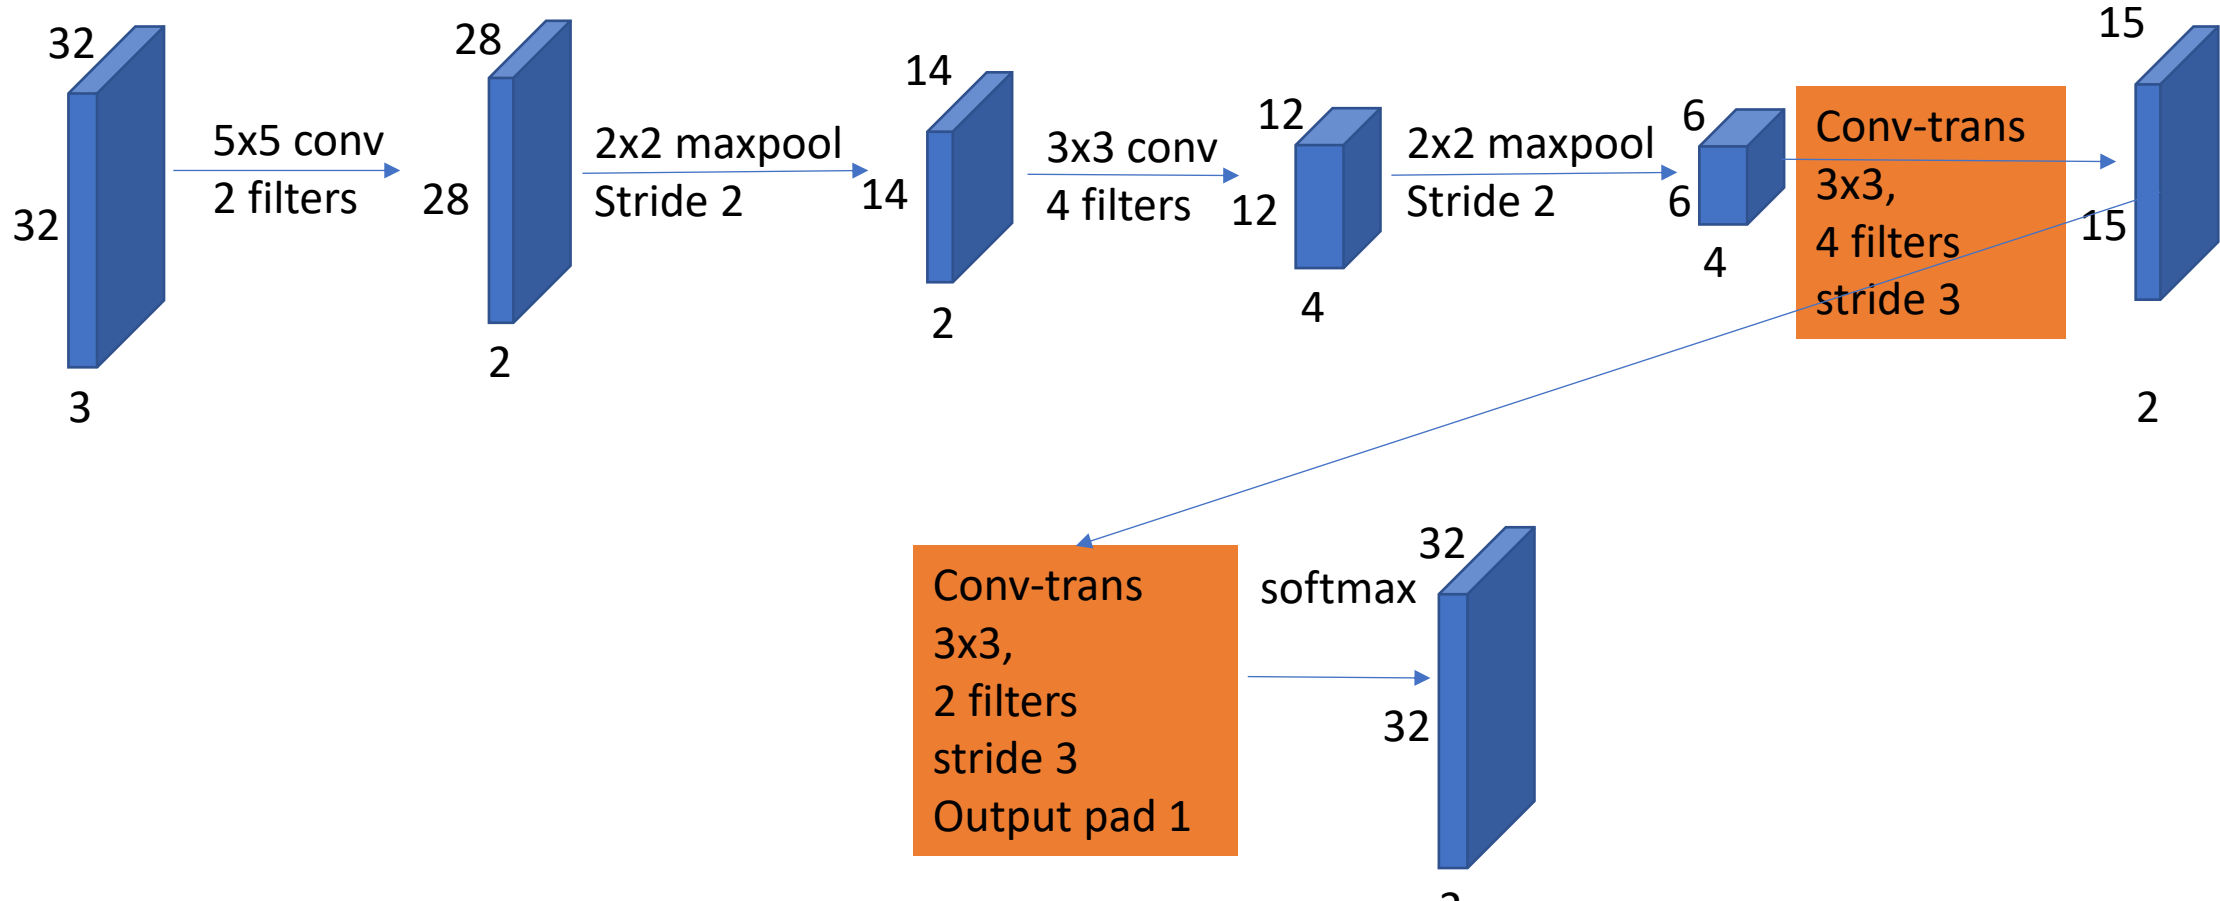 32
32
3
5x5 conv
2 filters
28
28
2
2x2 maxpool
Stride 2
14
14
2
3x3 conv
4 filters
12
12
4
2x2 maxpool
Stride 2
6
6
4
Conv-trans
3x3,
4 filters
stride 3
15
15
2
Conv-trans
3x3,
2 filters
stride 3
Output pad 1
softmax
32
32